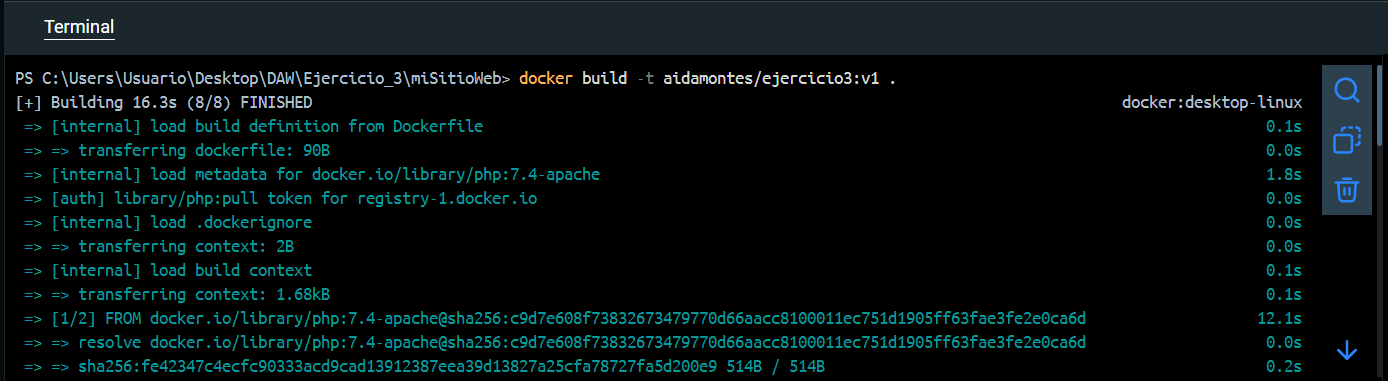 Terminal
PS C:\Users\Usuario\Desktop\DAW\Ejercicio_3\miSitioWeb> docker build -t aidamontes/ejercicio3:v1 .
[+] Building 16.3s (8/8) FINISHED docker:desktop-linux
=> [internal] load build definition from Dockerfile 0.1s
=> => transferring dockerfile: 90B 0.0s
=> [internal] load metadata for docker.io/library/php:7.4-apache 1.8s
=> [auth] library/php:pull token for registry-1.docker.io 0.0s
=> [internal] load .dockerignore 0.0s
=> => transferring context: 2B 0.0s
=> [internal] load build context 0.1s
=> => transferring context: 1.68kB 0.1s
=> [1/2] FROM docker.io/library/php:7.4-apache@sha256:c9d7e608f73832673479770d66aacc8100011ec751d1905ff63fae3fe2e0ca6d 12.1s
=> => resolve docker.io/library/php:7.4-apache@sha256:c9d7e608f73832673479770d66aacc8100011ec751d1905ff63fae3fe2e0ca6d 0.0s
=> => sha256:fe42347c4ecfc90333acd9cad13912387eea39d13827a25cfa78727fa5d200e9 514B / 514B 0.2s